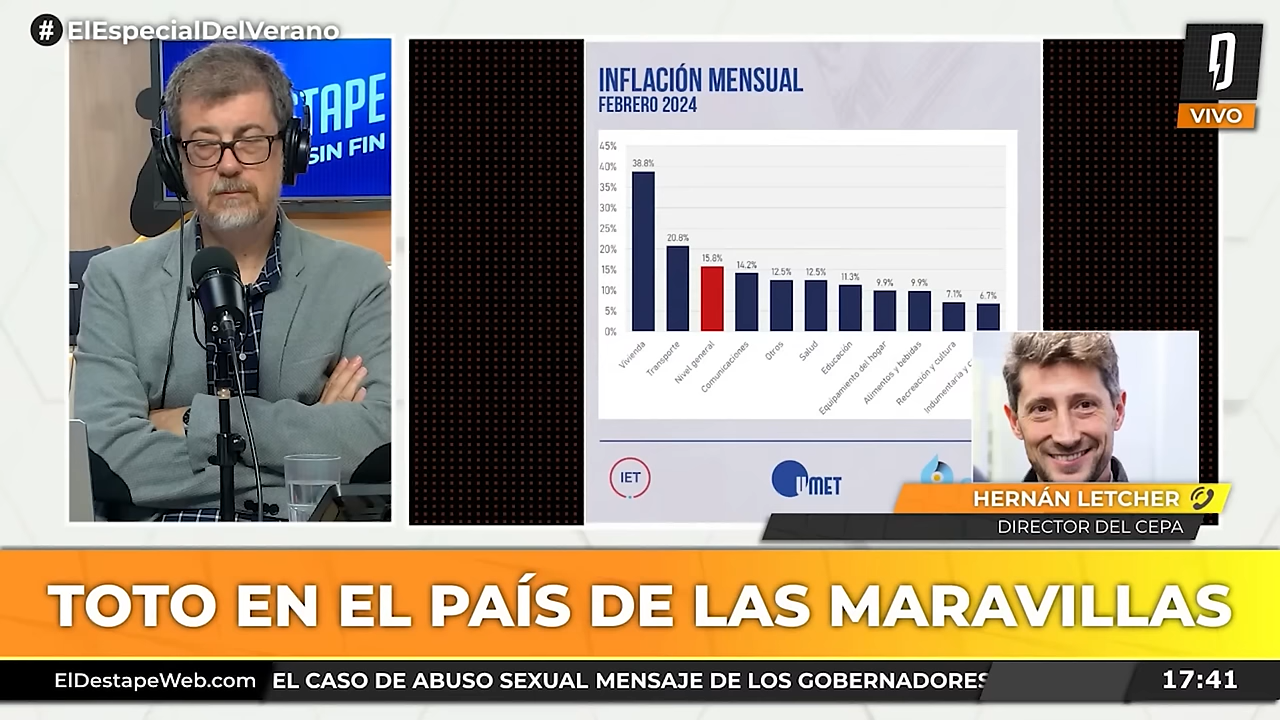 # ElEspecialDelVerano
TAPE
SIN FIN
INFLACIÓN MENSUAL
FEBRERO 2024
45%
40%
35%
30%
25%
20%
15%
10%
5%
0%
38.8%
20.8%
15.8%
14.2%
12.5%
12.5%
11.3%
9.9%
9.9%
7.1%
6.7%
Vivienda
Transporte
Nivel general
Comunicaciones
Otros
Salud
Educación
Equipamento del hogar
Alimentos y bebidas
Recreación y cultura
Indumentaria y c
IET
UMET
VIVO
HERNÁN LETCHER
DIRECTOR DEL CEPA
TOTO EN EL PAÍS DE LAS MARAVILLAS
ElDestapeWeb.com
EL CASO DE ABUSO SEXUAL MENSAJE DE LOS GOBERNADORES
17:41